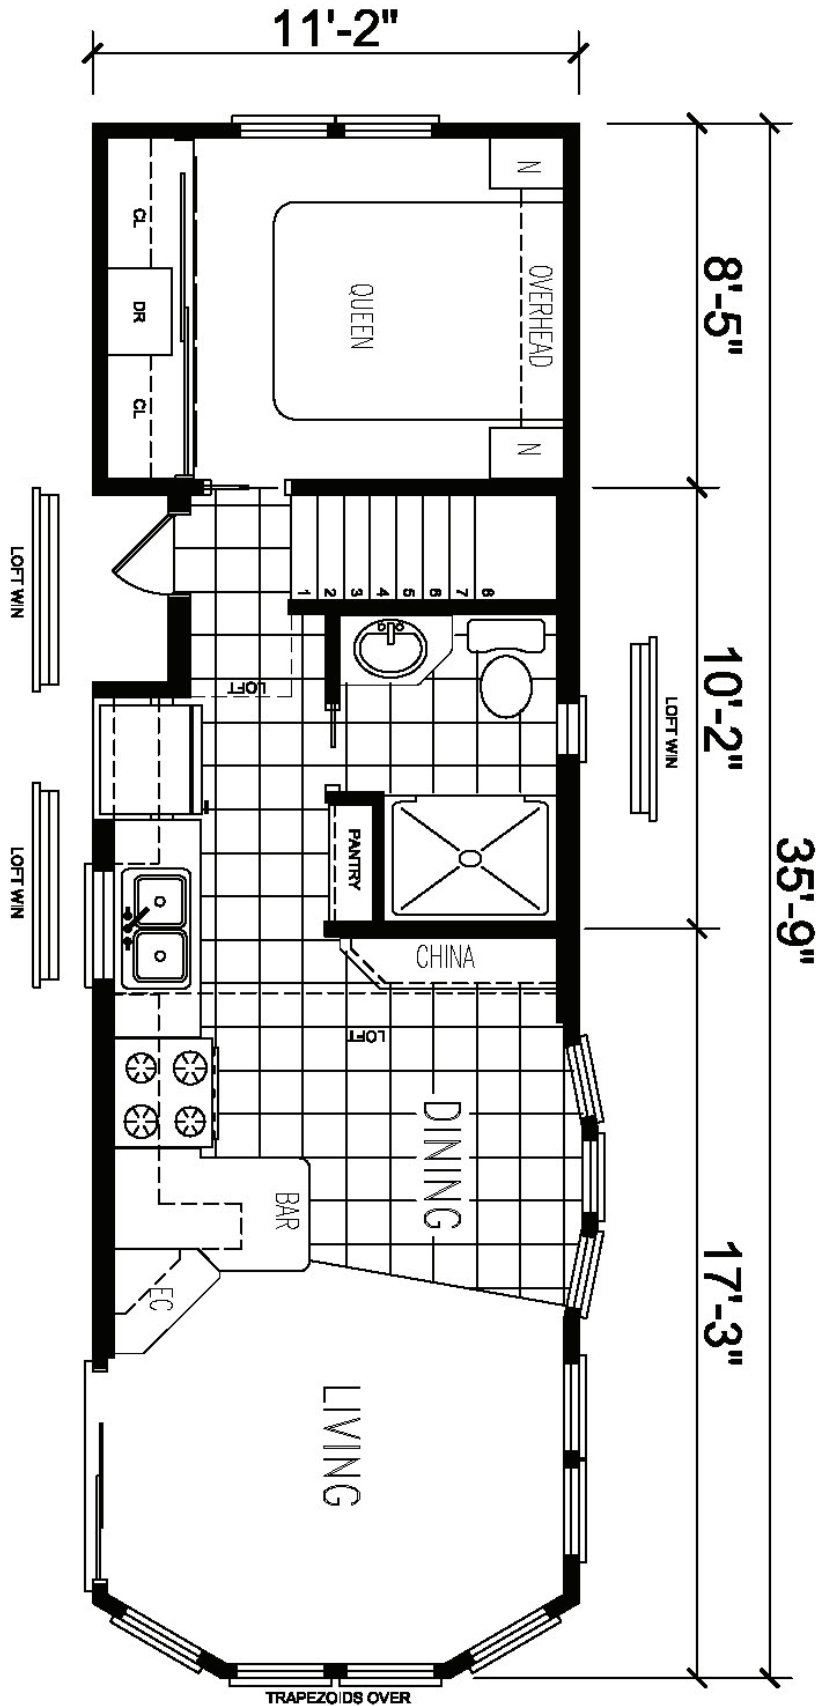 11'-2"
N
CL
OVERHEAD
8'-5"
DR
QUEEN
CL
N
LOFT WIN
1
2
3
4
5
6
7
8
LOFT
10'-2"
LOFT WIN
LOFT WIN
PANTRY
35'-9"
CHINA
LOFT
DINING
BAR
EC
17'-3"
LIVING
TRAPEZOIDS OVER